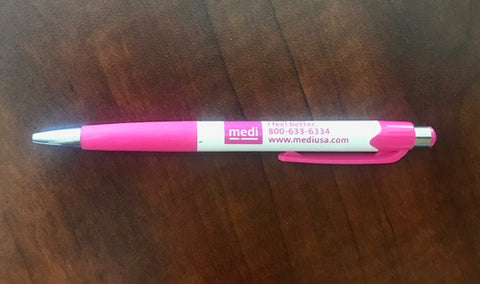 medi
I feel better.
800-633-6334
www.mediusa.com